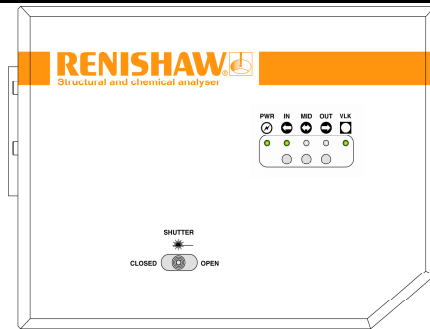 RENISHAW®
Structural and chemical analyser
PWR IN MID OUT VLK
SHUTTER
CLOSED OPEN